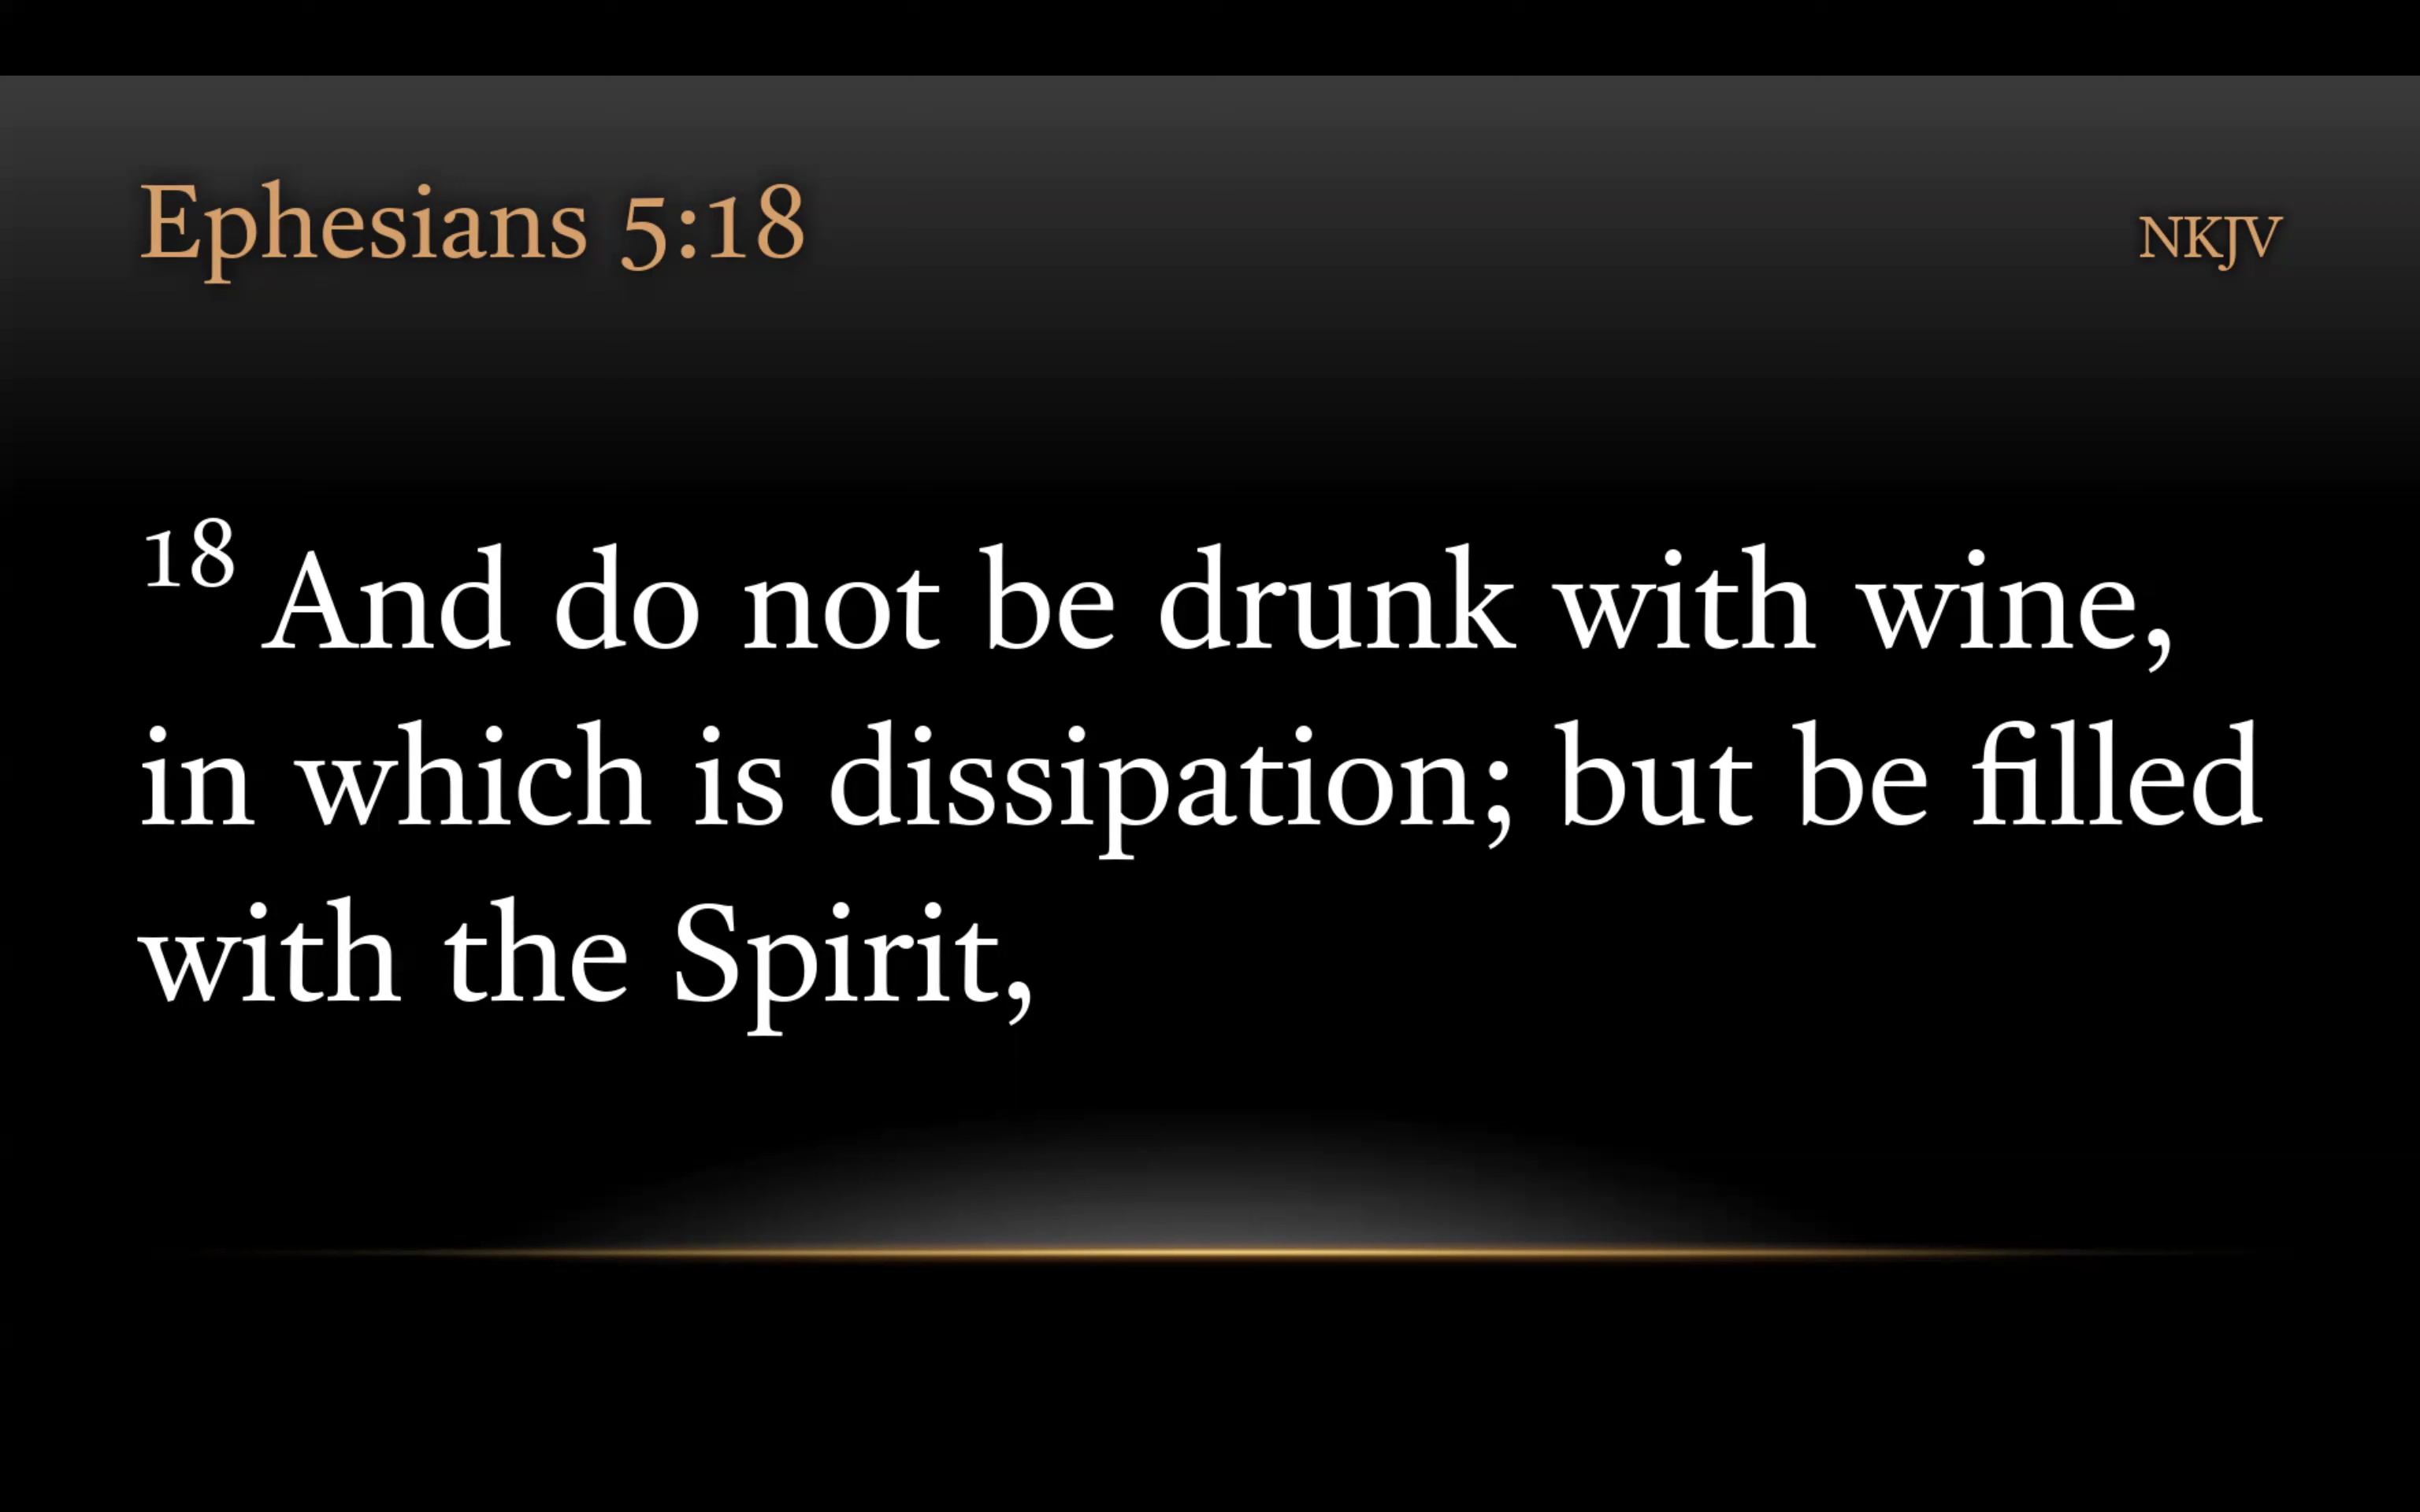 Ephesians 5:18
NKJV
18 And do not be drunk with wine,
in which is dissipation; but be filled
with the Spirit,